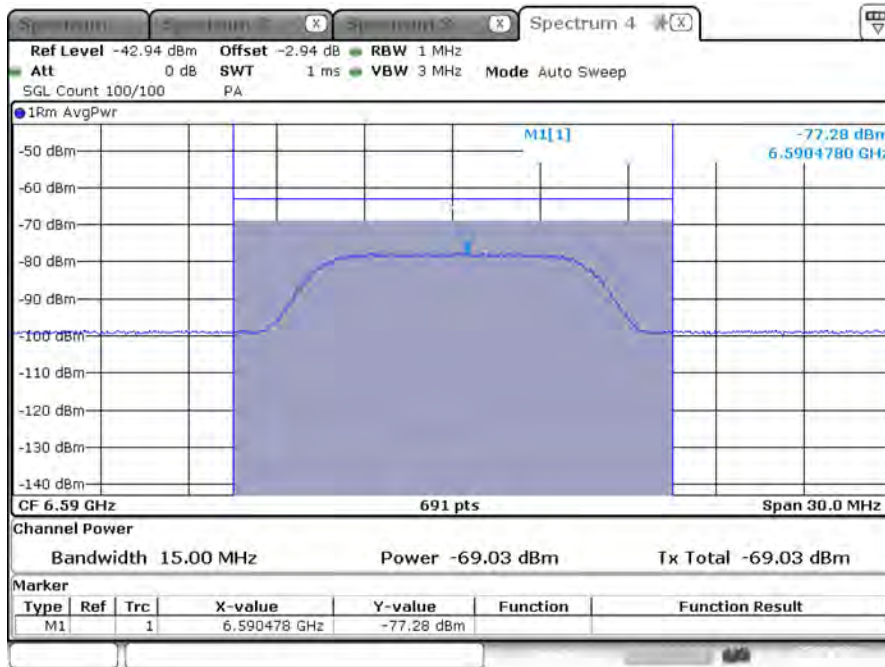 Spectrum 4 X
X X
Ref Level -42.94 dBm Offset -2.94 dB RBW 1 MHz
Att 0 dB SWT 1 ms VBW 3 MHz Mode Auto Sweep
SGL Count 100/100 PA
1Rm AvgPwr
M1[1] -77.28 dBm
6.5904780 GHz
-50 dBm
-60 dBm
-70 dBm
-80 dBm
-90 dBm
-100 dBm
-110 dBm
-120 dBm
-130 dBm
-140 dBm
CF 6.59 GHz 691 pts Span 30.0 MHz
Channel Power
Bandwidth 15.00 MHz Power -69.03 dBm Tx Total -69.03 dBm
Marker
Type Ref Trc X-value Y-value Function Function Result
M1 1 6.590478 GHz -77.28 dBm